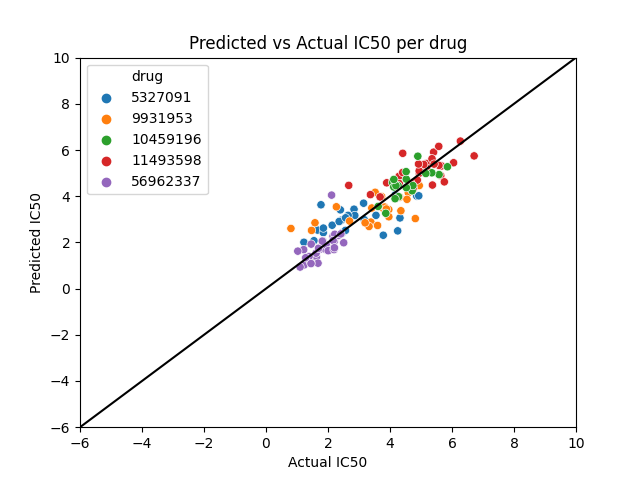 Predicted vs Actual IC50 per drug
Predicted IC50
10
8
6
4
2
0
−2
−4
−6
drug
5327091
9931953
10459196
11493598
56962337
−6 −4 −2 0 2 4 6 8 10
Actual IC50